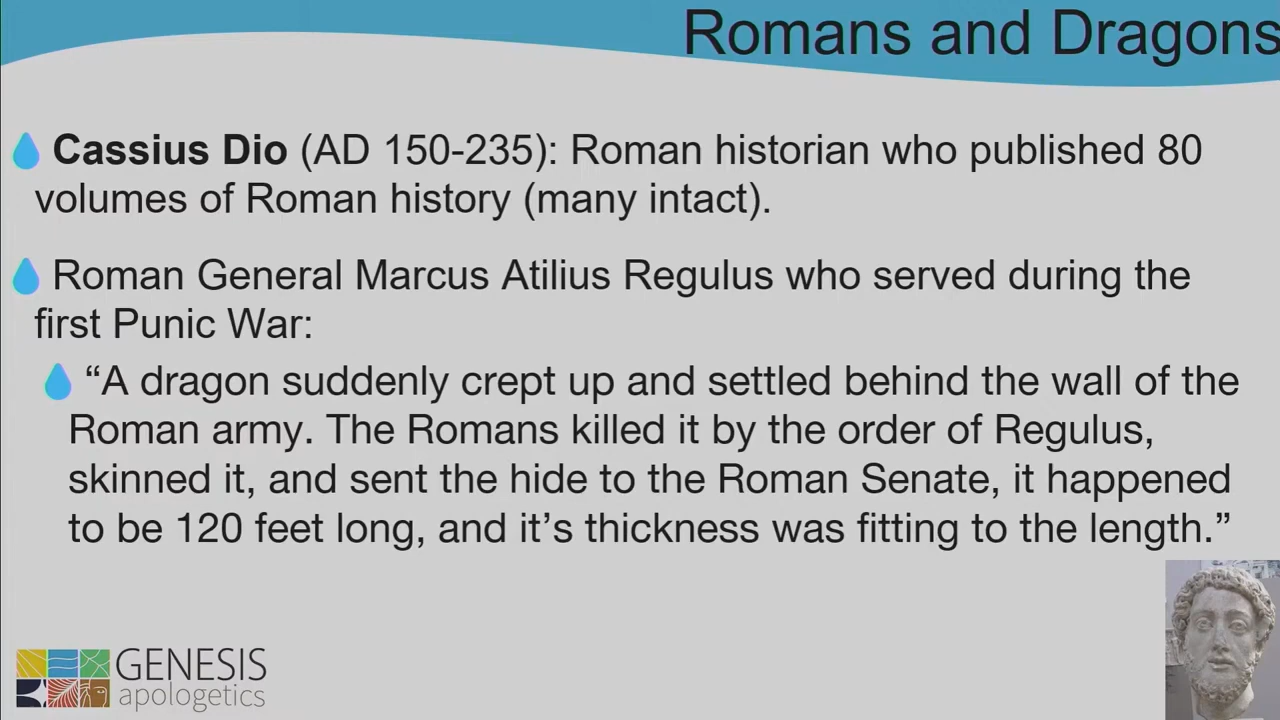 Romans and Dragons
Cassius Dio (AD 150-235): Roman historian who published 80
volumes of Roman history (many intact).
Roman General Marcus Atilius Regulus who served during the
first Punic War:
“A dragon suddenly crept up and settled behind the wall of the
Roman army. The Romans killed it by the order of Regulus,
skinned it, and sent the hide to the Roman Senate, it happened
to be 120 feet long, and it’s thickness was fitting to the length.”
GENESIS
apologetics